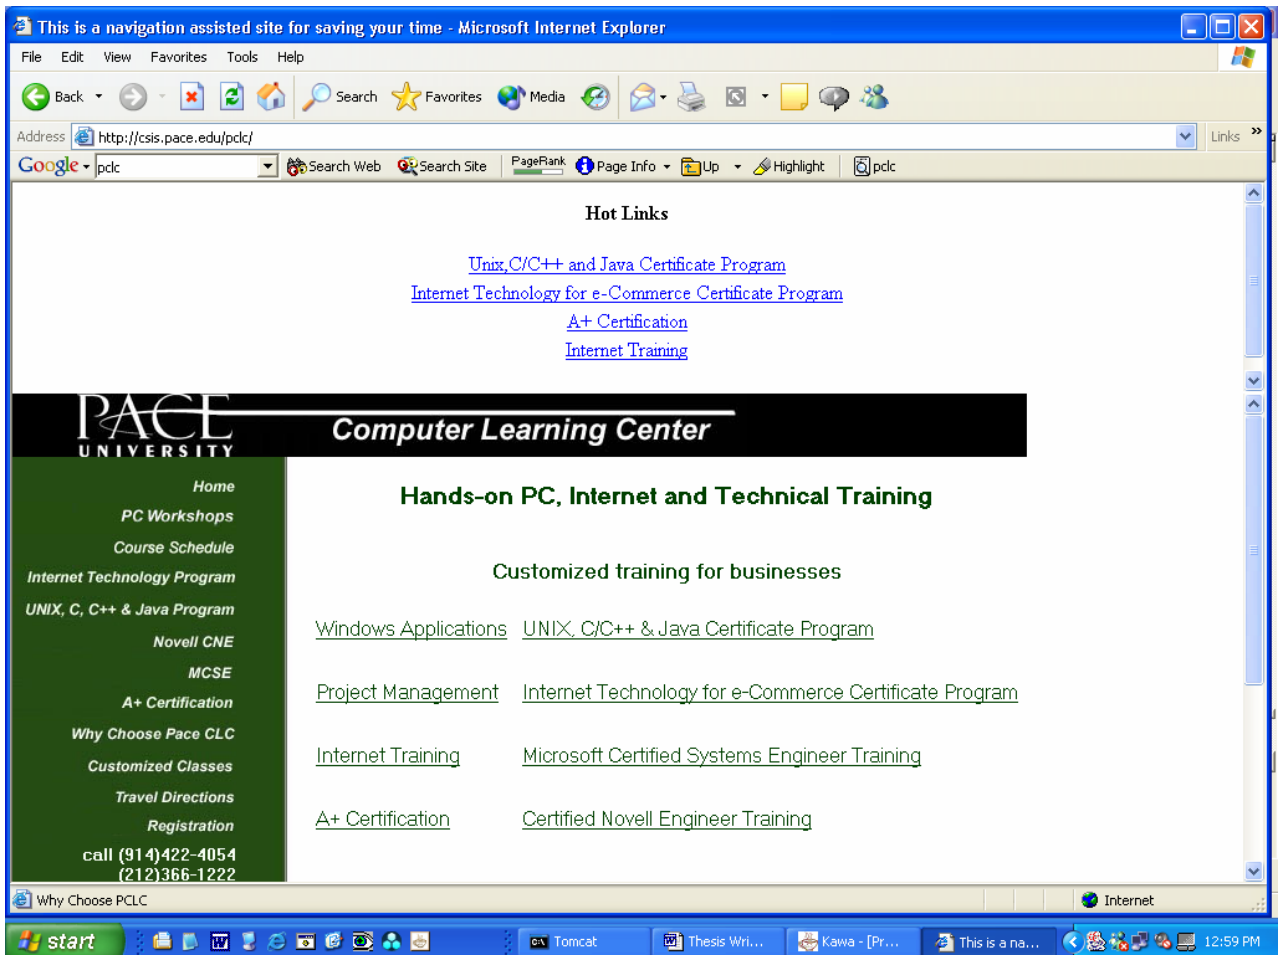 This is a navigation assisted site for saving your time - Microsoft Internet Explorer
File Edit View Favorites Tools Help
Back Search Favorites Media
Address http://csis.pace.edu/pclc/ Links »
Google pclc Search Web Search Site PageRank Page Info Up Highlight pclc
Hot Links
Unix,C/C++ and Java Certificate Program
Internet Technology for e-Commerce Certificate Program
A+ Certification
Internet Training
PACE
UNIVERSITY
Computer Learning Center
Home
PC Workshops
Course Schedule
Internet Technology Program
UNIX, C, C++ & Java Program
Novell CNE
MCSE
A+ Certification
Why Choose Pace CLC
Customized Classes
Travel Directions
Registration
call (914)422-4054
(212)366-1222
Hands-on PC, Internet and Technical Training
Customized training for businesses
Windows Applications UNIX, C/C++ & Java Certificate Program
Project Management Internet Technology for e-Commerce Certificate Program
Internet Training Microsoft Certified Systems Engineer Training
A+ Certification Certified Novell Engineer Training
Why Choose PCLC Internet
start Tomcat Thesis Wri... Kawa - [Pr... This is a na... 12:59 PM